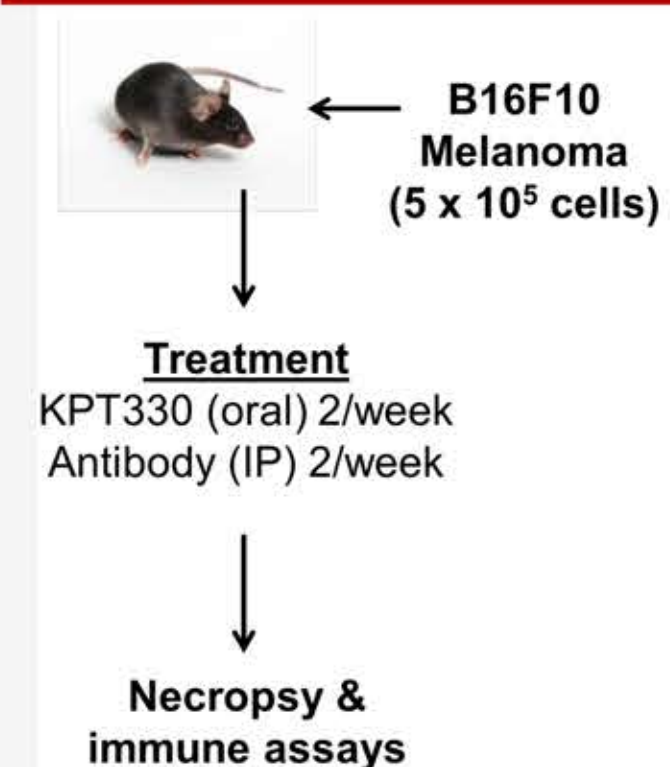 B16F10
Melanoma
(5 x 10⁵ cells)
Treatment
KPT330 (oral) 2/week
Antibody (IP) 2/week
Necropsy &
immune assays